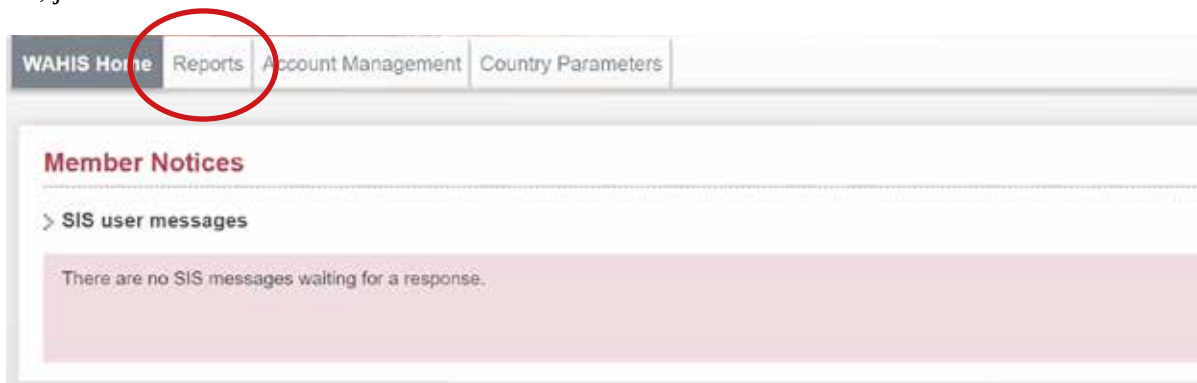 WAHIS Home Reports Account Management Country Parameters
Member Notices
> SIS user messages
There are no SIS messages waiting for a response.